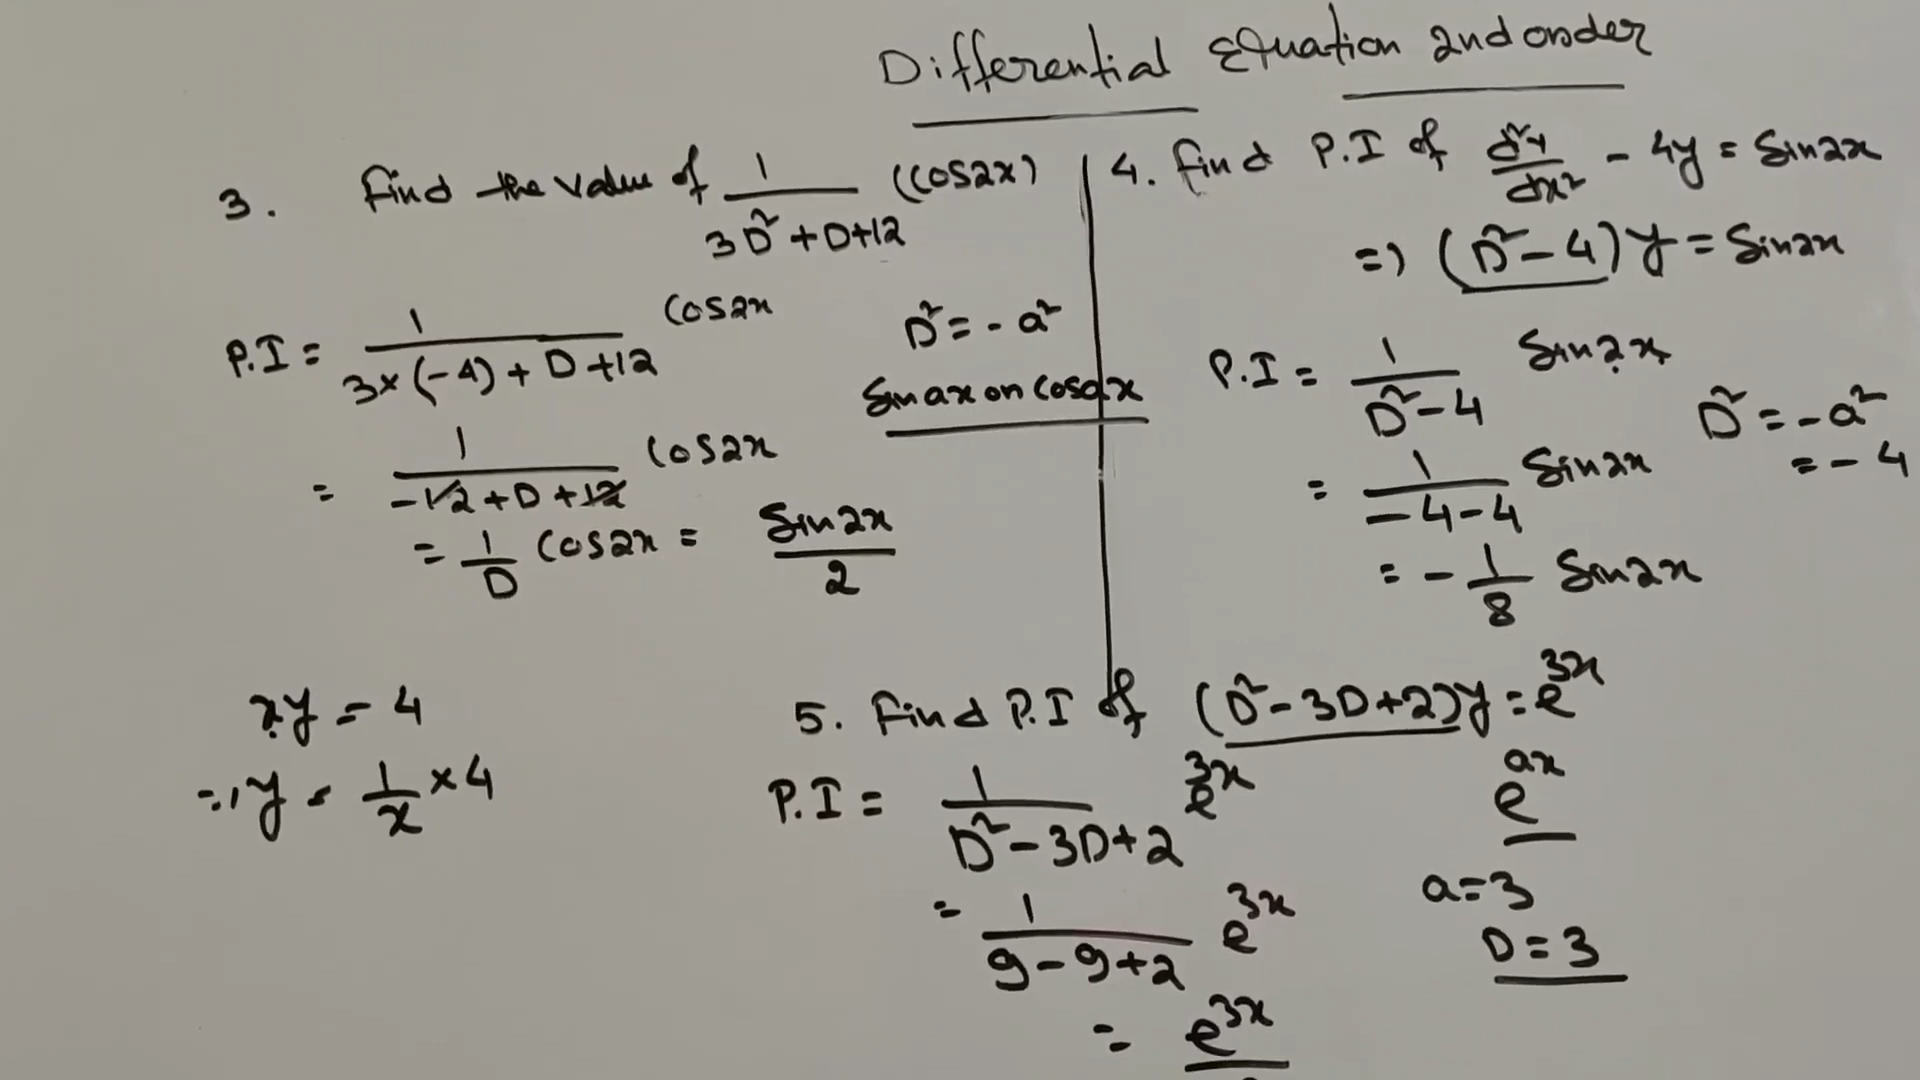 Differential Equation 2nd order
3. Find the value of 1/(3D²+D+12) (cos2x)
P.I = 1/(3×(-4)+D+12) cos2x
D² = -a²
sin ax or cos ax
= 1/(-12+D+12) cos2x
= 1/D cos2x = sin2x/2
4. Find P.I of d²y/dx² - 4y = sin2x
=> (D²-4)y = sin2x
P.I = 1/(D²-4) sin2x
D² = -a²
= -4
= 1/(-4-4) sin2x
= -1/8 sin2x
xy = 4
=> y = 1/x × 4
5. Find P.I of (D²-3D+2)y = e^3x
P.I = 1/(D²-3D+2) e^3x
e^ax
a=3
D=3
= 1/(9-9+2) e^3x
= e^3x